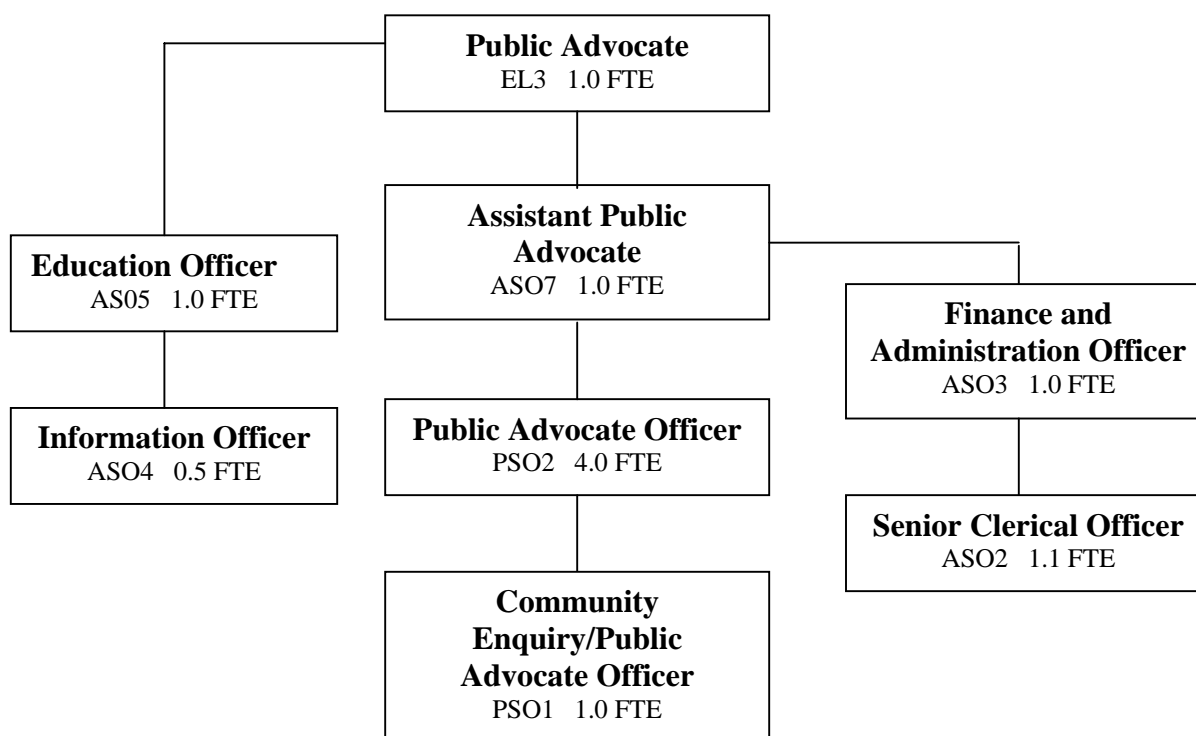 Public Advocate
EL3 1.0 FTE
Assistant Public
Advocate
ASO7 1.0 FTE
Education Officer
AS05 1.0 FTE
Finance and
Administration Officer
ASO3 1.0 FTE
Information Officer
ASO4 0.5 FTE
Public Advocate Officer
PSO2 4.0 FTE
Senior Clerical Officer
ASO2 1.1 FTE
Community
Enquiry/Public
Advocate Officer
PSO1 1.0 FTE